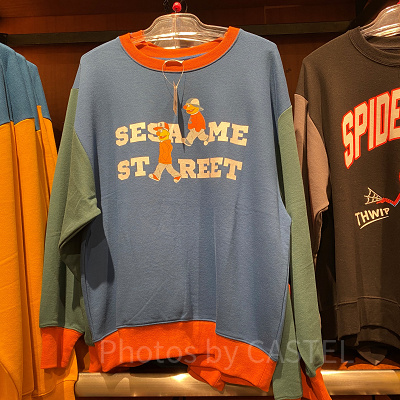 SESAME
STREET
SPIDE
THWIP
Photos by CASTEL